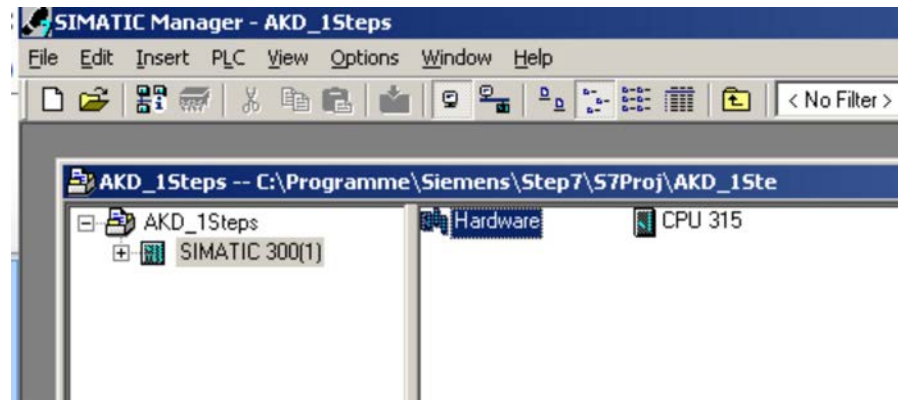 SIMATIC Manager - AKD_1Steps
File Edit Insert PLC View Options Window Help
< No Filter >
AKD_1Steps -- C:\Programme\Siemens\Step7\S7Proj\AKD_1Ste
AKD_1Steps
SIMATIC 300(1)
Hardware
CPU 315